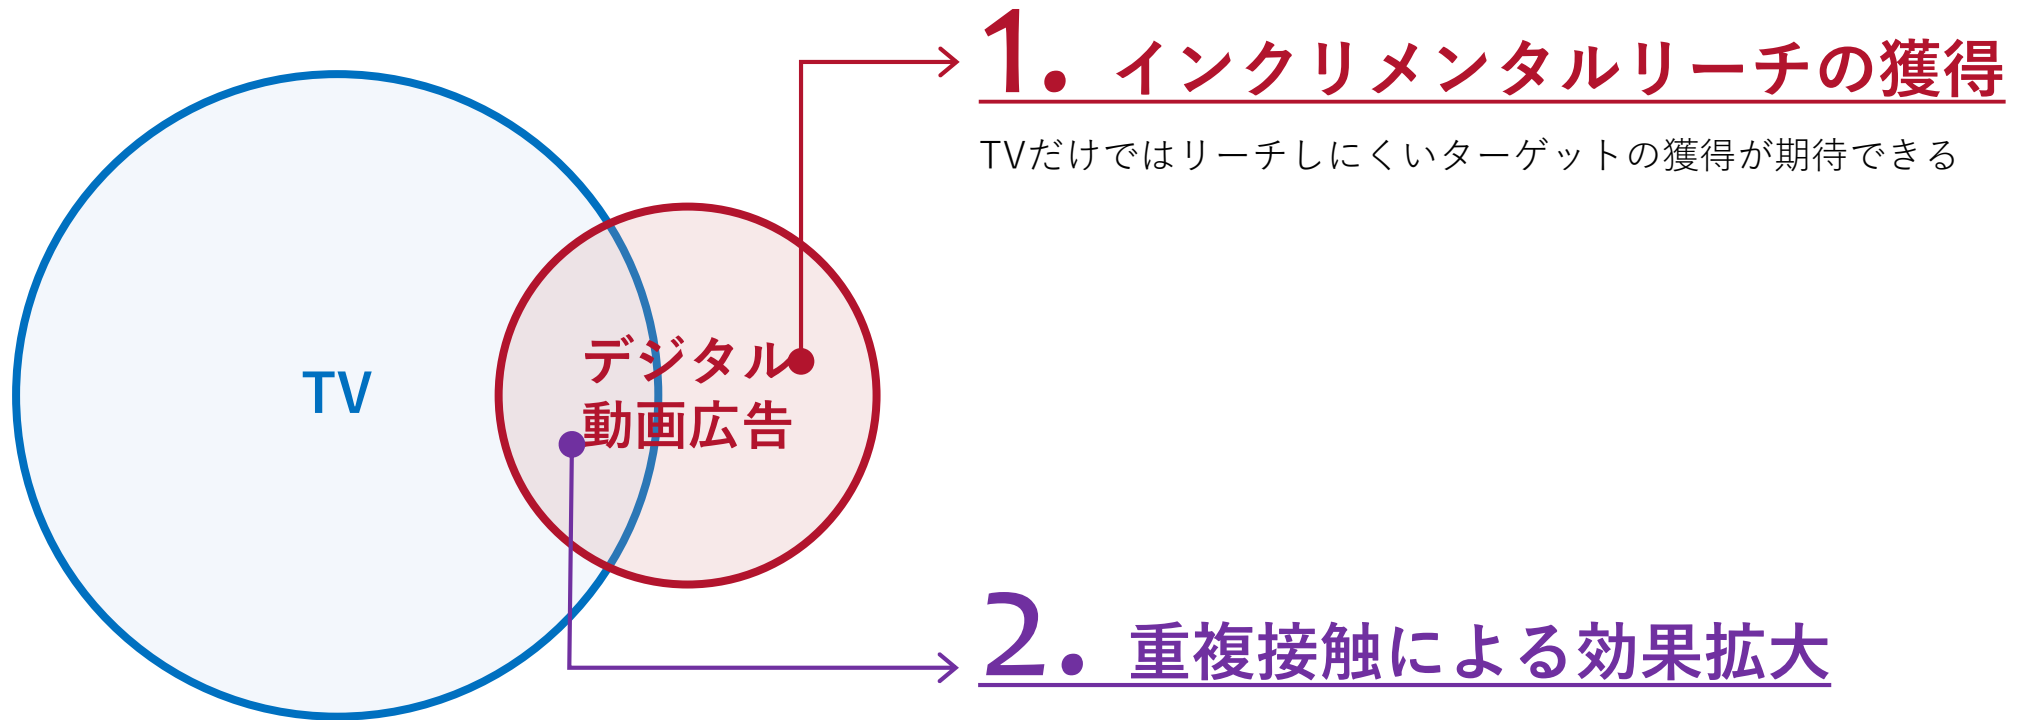 1. インクリメンタルリーチの獲得
TVだけではリーチしにくいターゲットの獲得が期待できる
TV
デジタル
動画広告
2. 重複接触による効果拡大